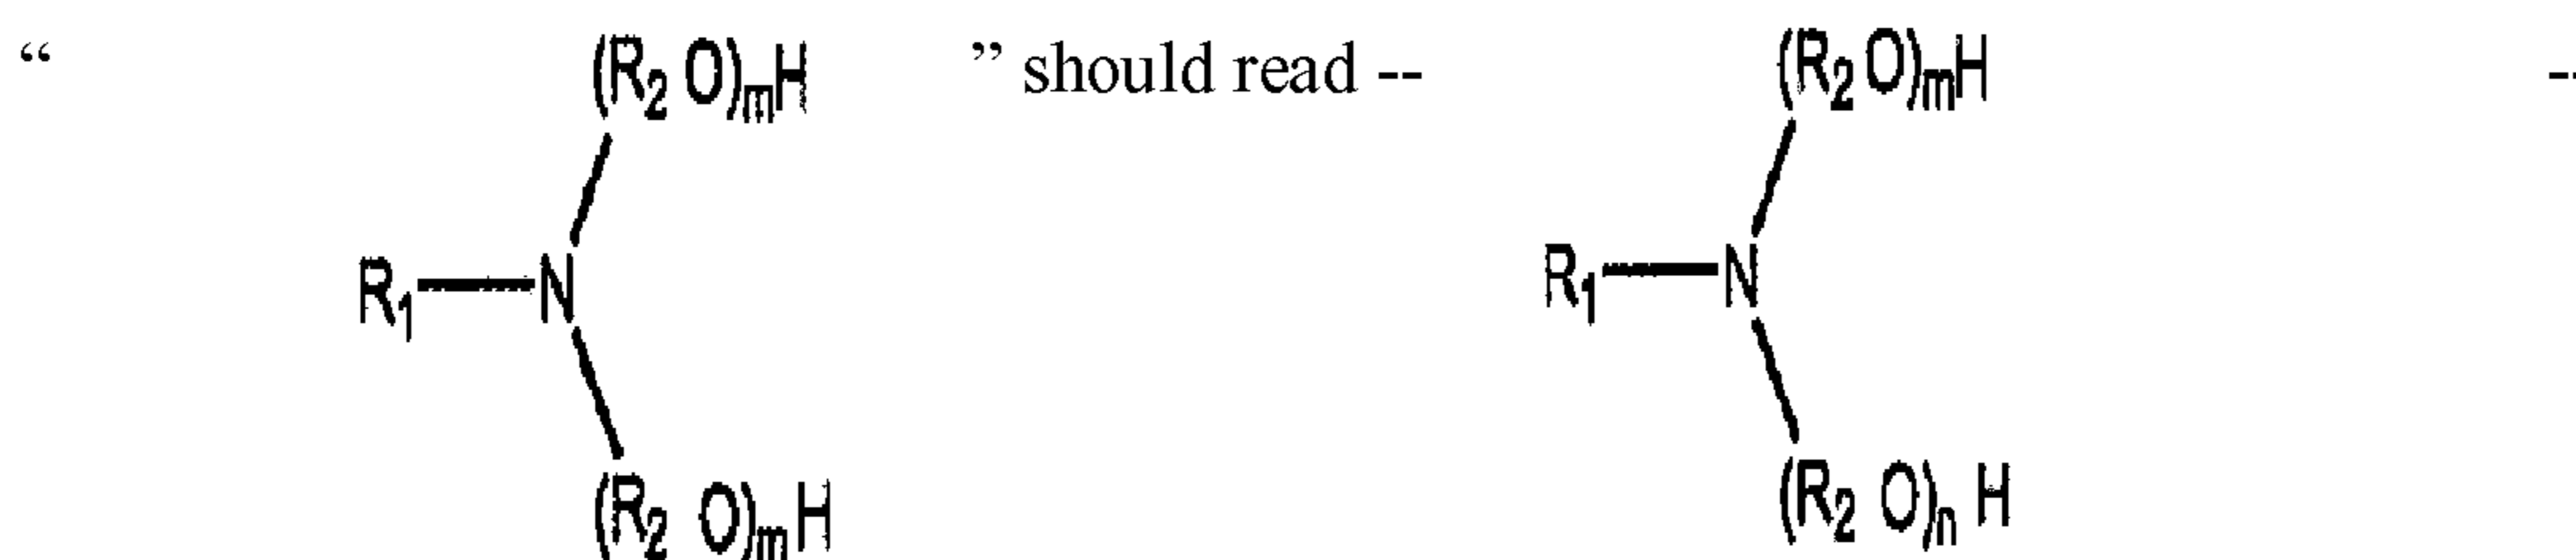 “ (R₂ O)ₘH ” should read -- (R₂ O)ₘH --
R₁—N R₁—N
(R₂ O)ₘH (R₂ O)ₙ H